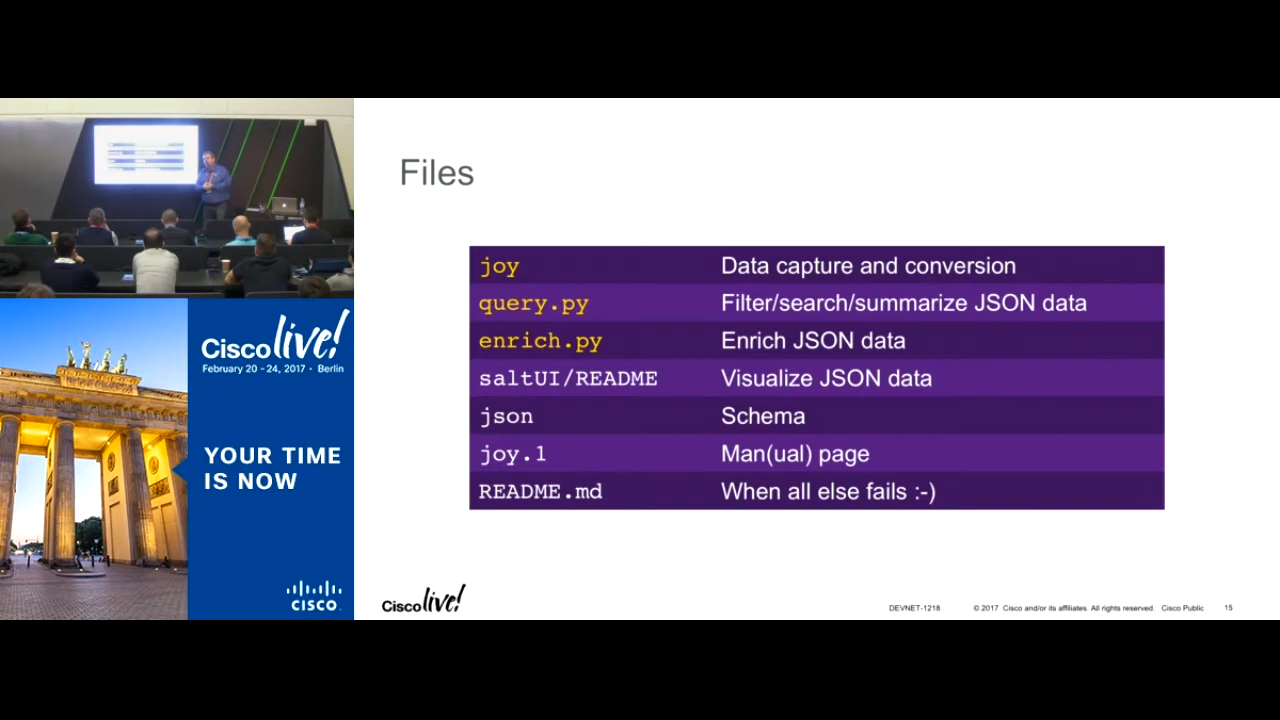 Files
joy Data capture and conversion
query.py Filter/search/summarize JSON data
enrich.py Enrich JSON data
saltUI/README Visualize JSON data
json Schema
joy.1 Man(ual) page
README.md When all else fails :-)
Cisco live!
February 20 - 24, 2017 • Berlin
YOUR TIME
IS NOW
CISCO
Cisco live!
DEVNET-1218 © 2017 Cisco and/or its affiliates. All rights reserved. Cisco Public 15